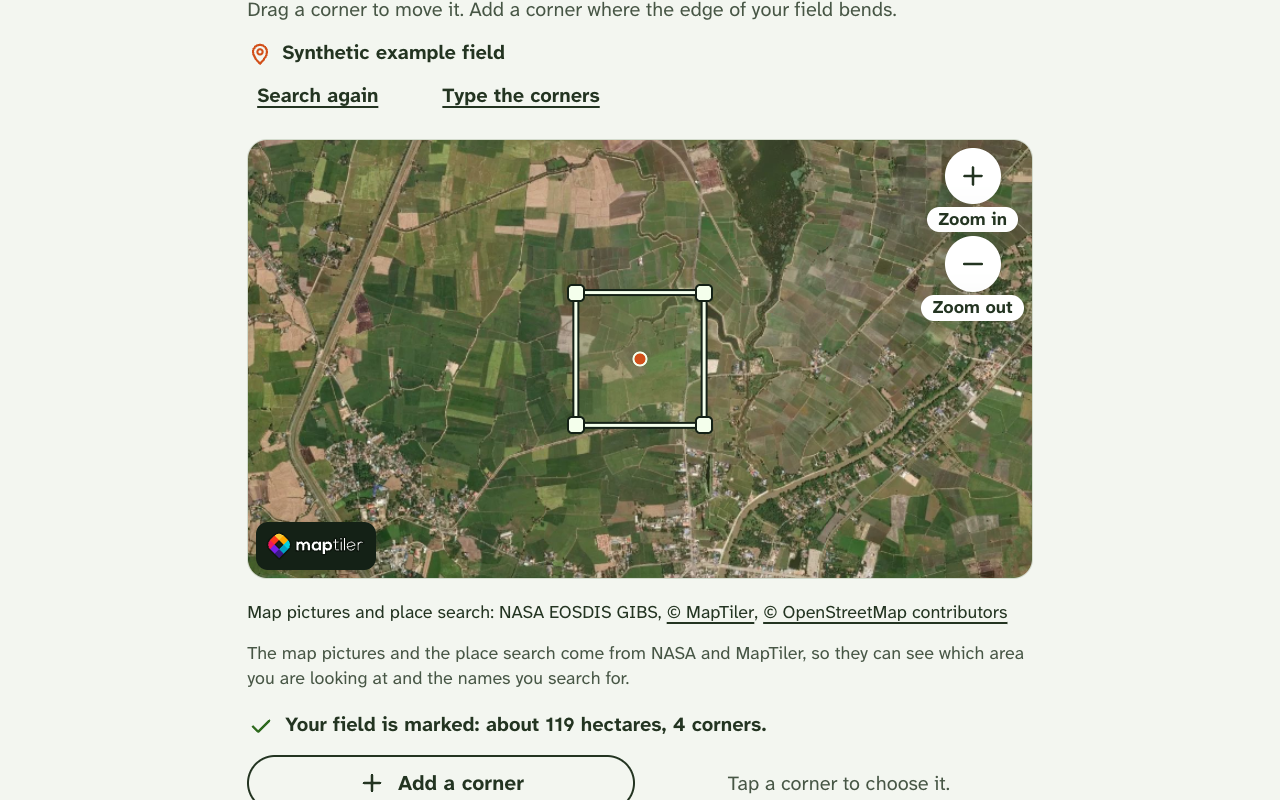 Drag a corner to move it. Add a corner where the edge of your field bends.
Synthetic example field
Search again
Type the corners
Zoom in
Zoom out
maptiler
Map pictures and place search: NASA EOSDIS GIBS, © MapTiler, © OpenStreetMap contributors
The map pictures and the place search come from NASA and MapTiler, so they can see which area
you are looking at and the names you search for.
Your field is marked: about 119 hectares, 4 corners.
Add a corner
Tap a corner to choose it.